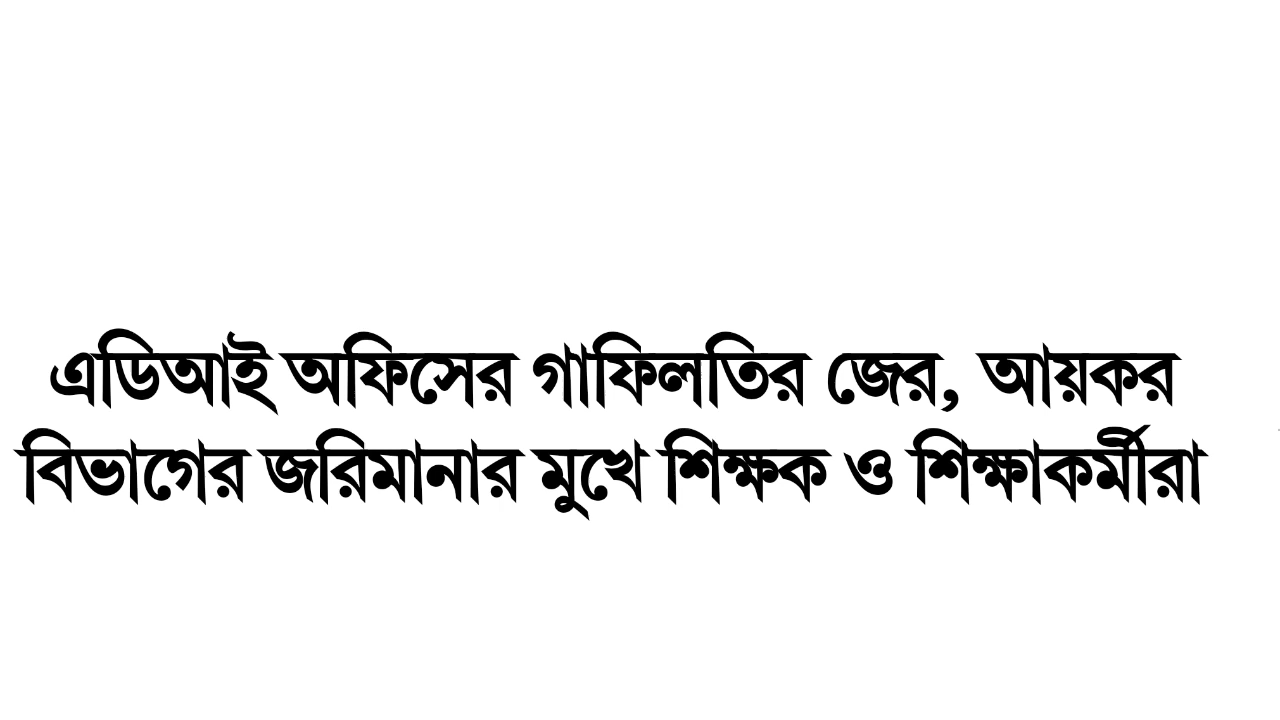 এডিআই অফিসের গাফিলতির জের, আয়কর
বিভাগের জরিমানার মুখে শিক্ষক ও শিক্ষাকর্মীরা